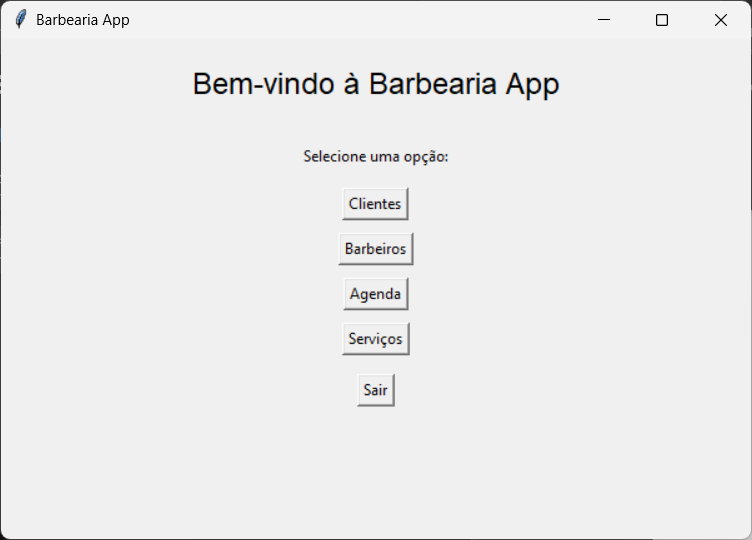 Barbearia App
Bem-vindo à Barbearia App
Selecione uma opção:
Clientes
Barbeiros
Agenda
Serviços
Sair